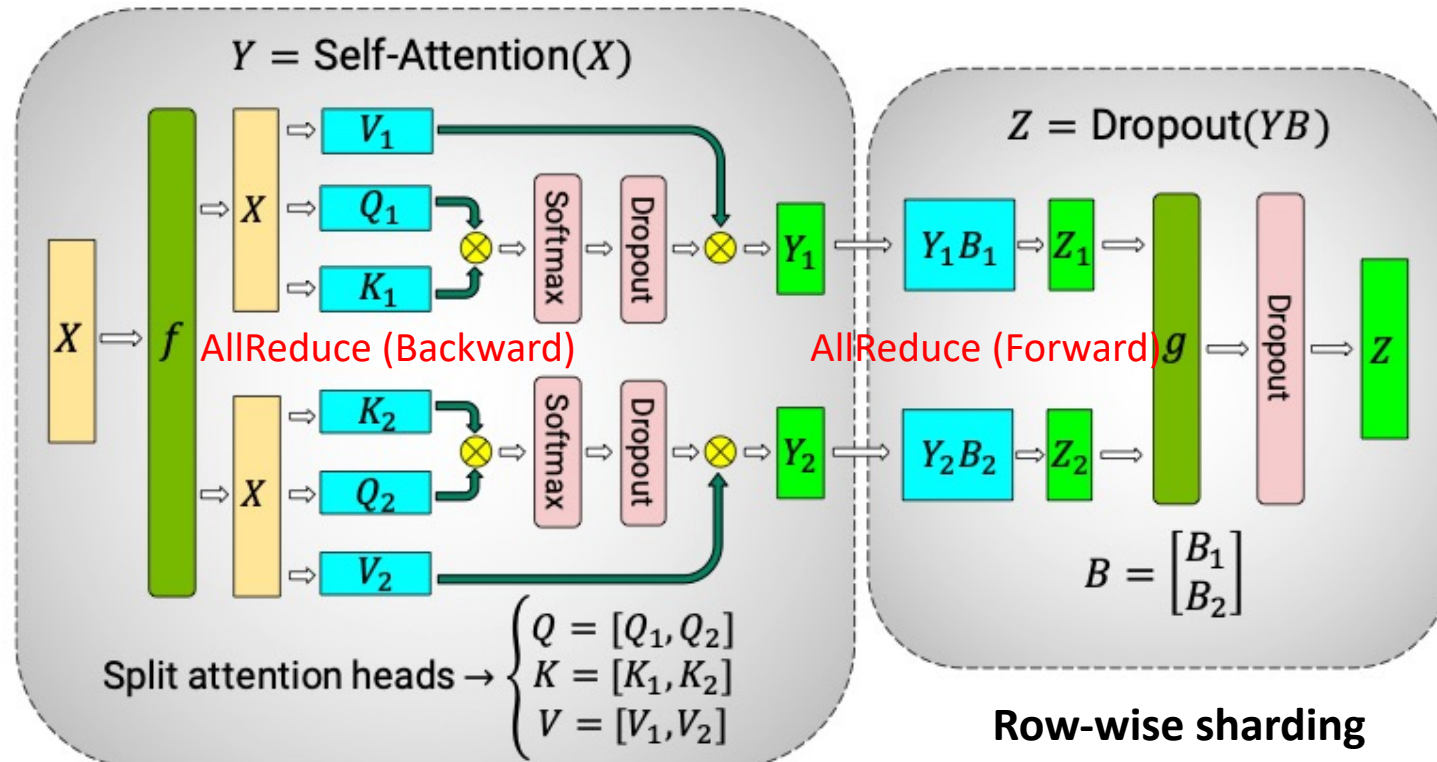 Y = Self-Attention(X)
X
f
X
V₁
Q₁
K₁
Softmax
Dropout
Y₁
AllReduce (Backward)
X
K₂
Q₂
V₂
Softmax
Dropout
Y₂
Split attention heads → { Q = [Q₁, Q₂]
K = [K₁, K₂]
V = [V₁, V₂]
Z = Dropout(YB)
Y₁B₁
Z₁
AllReduce (Forward)
g
Dropout
Z
Y₂B₂
Z₂
B = [B₁
B₂]
Row-wise sharding